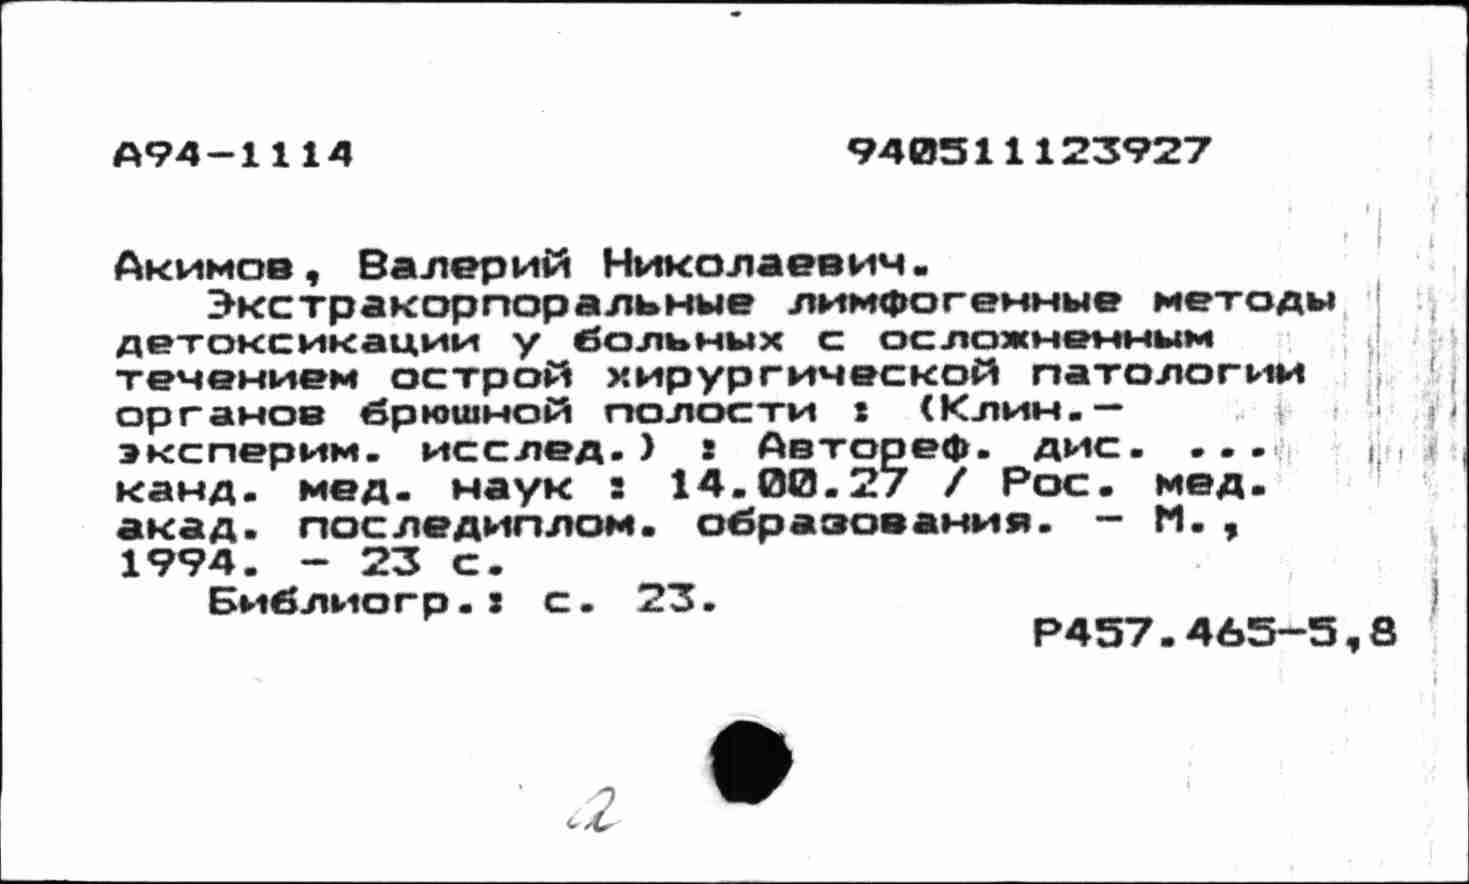 А94-1114 940511123927
Акимов, Валерий Николаевич.
Экстракорпоральные лимфогенные методы
детоксикации у больных с осложненным
течением острой хирургической патологии
органов брюшной полости : (Клин.-
эксперим. исслед.) : Автореф. дис. ...
канд. мед. наук : 14.00.27 / Рос. мед.
акад. последиплом. образования. - М.,
1994. - 23 с.
Библиогр.: с. 23.
Р457.465-5,8